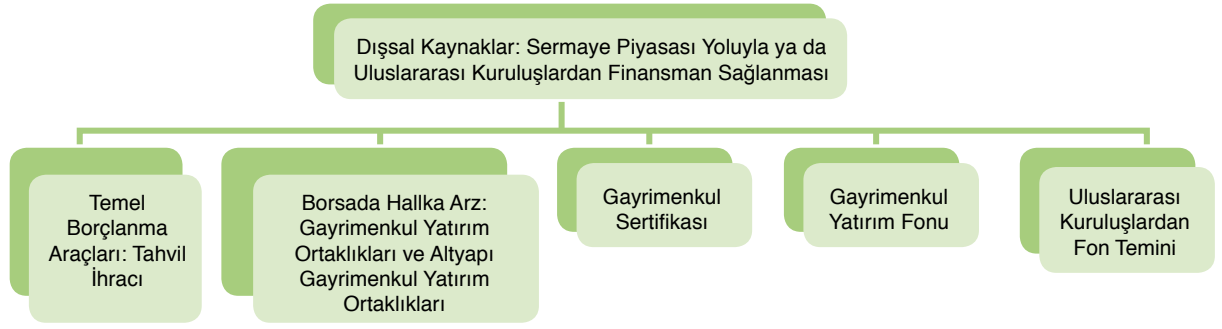 Dışsal Kaynaklar: Sermaye Piyasası Yoluyla ya da
Uluslararası Kuruluşlardan Finansman Sağlanması
Temel
Borçlanma
Araçları: Tahvil
İhracı
Borsada Hallka Arz:
Gayrimenkul Yatırım
Ortaklıkları ve Altyapı
Gayrimenkul Yatırım
Ortaklıkları
Gayrimenkul
Sertifikası
Gayrimenkul
Yatırım Fonu
Uluslararası
Kuruluşlardan
Fon Temini